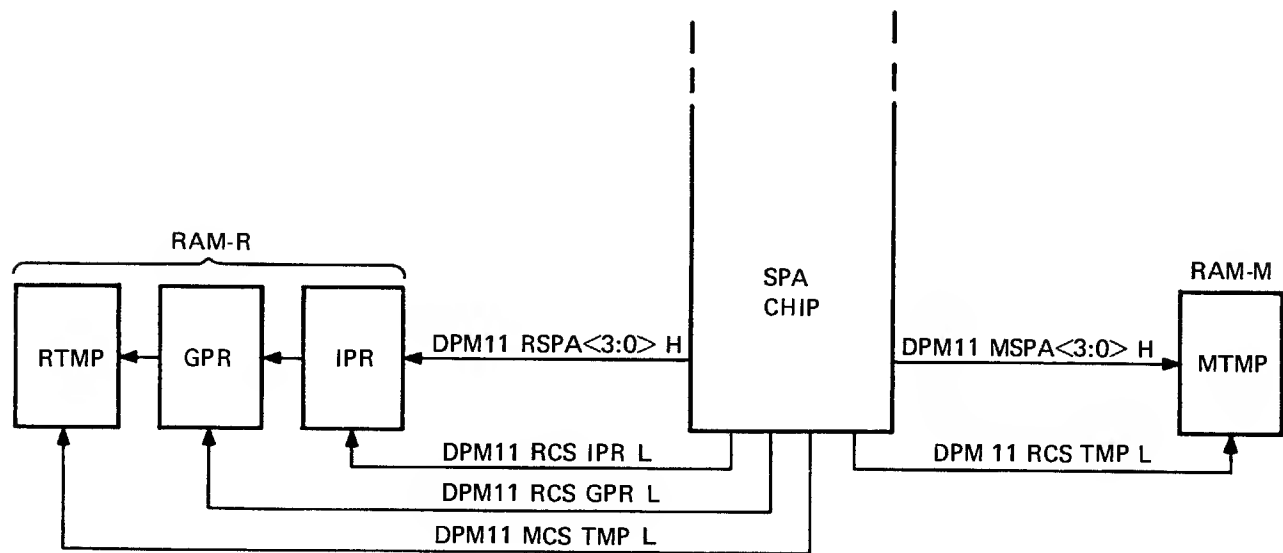 RAM-R
RAM-M
SPA
CHIP
RTMP
GPR
IPR
DPM11 RSPA<3:0> H
DPM11 MSPA<3:0> H
MTMP
DPM11 RCS IPR L
DPM 11 RCS TMP L
DPM11 RCS GPR L
DPM11 MCS TMP L